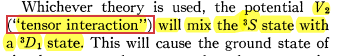 Whichever theory is used, the potential V₂
("tensor interaction") will mix the ³S state with
a ³D₁ state. This will cause the ground state of